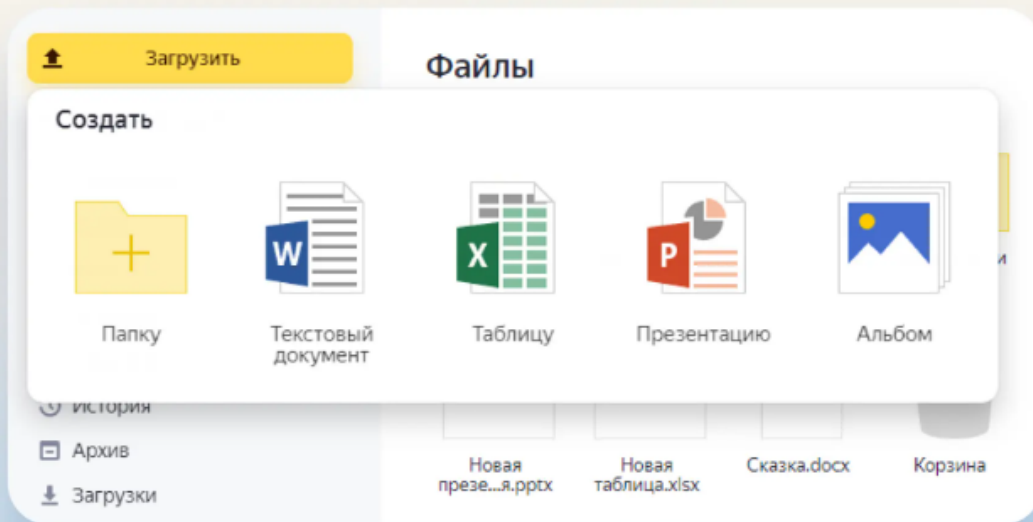 Загрузить
Файлы
Создать
W
X
P
Папку
Текстовый
документ
Таблицу
Презентацию
Альбом
и
История
Архив
Загрузки
Новая
презе...я.pptx
Новая
таблица.xlsx
Сказка.docx
Корзина